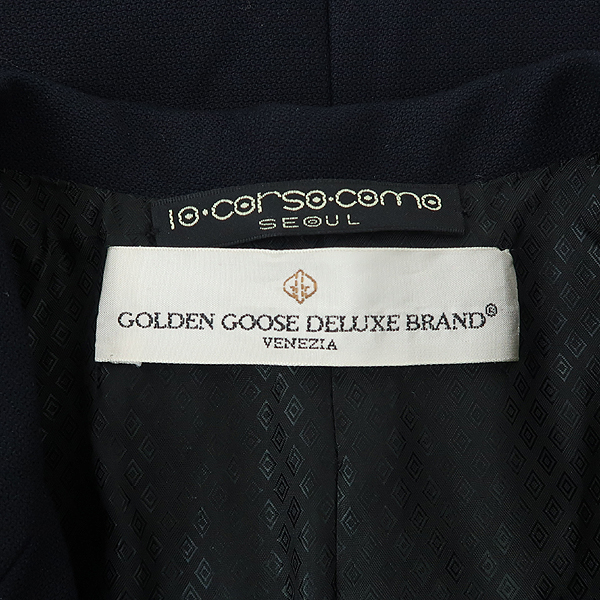 10·corso·como
SEOUL
GOLDEN GOOSE DELUXE BRAND®
VENEZIA